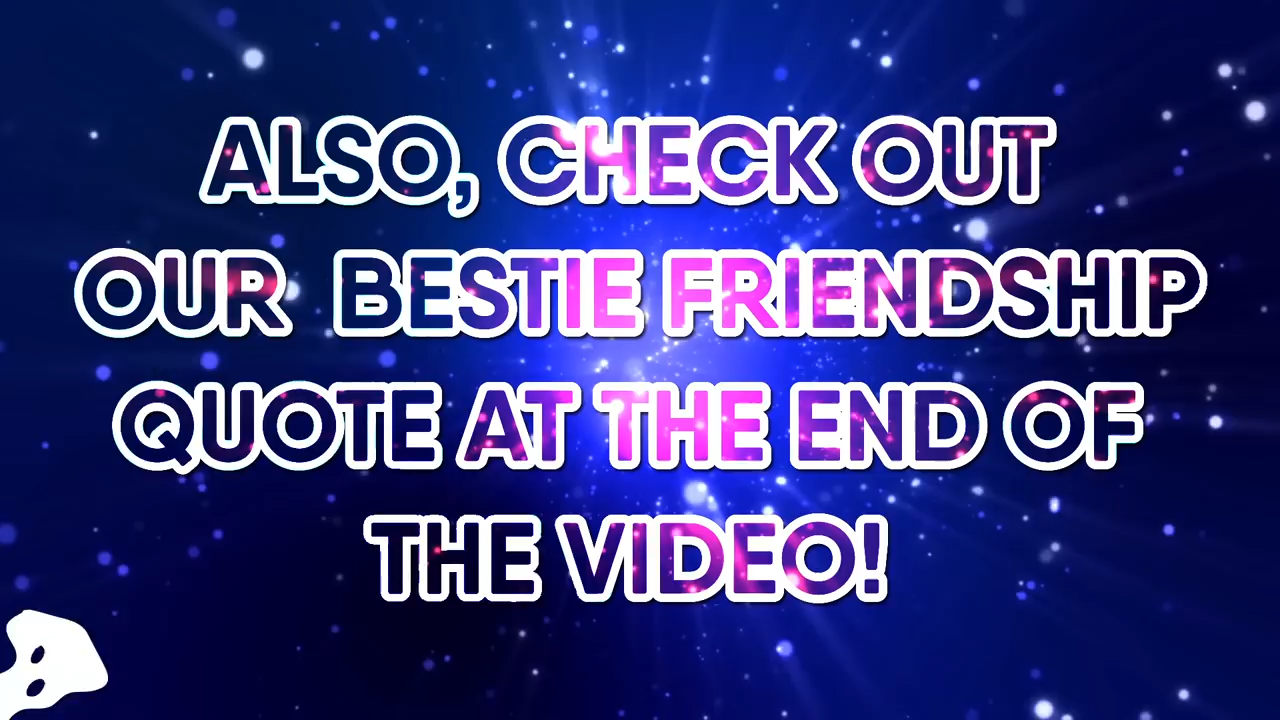 ALSO, CHECK OUT
OUR BESTIE FRIENDSHIP
QUOTE AT THE END OF
THE VIDEO!